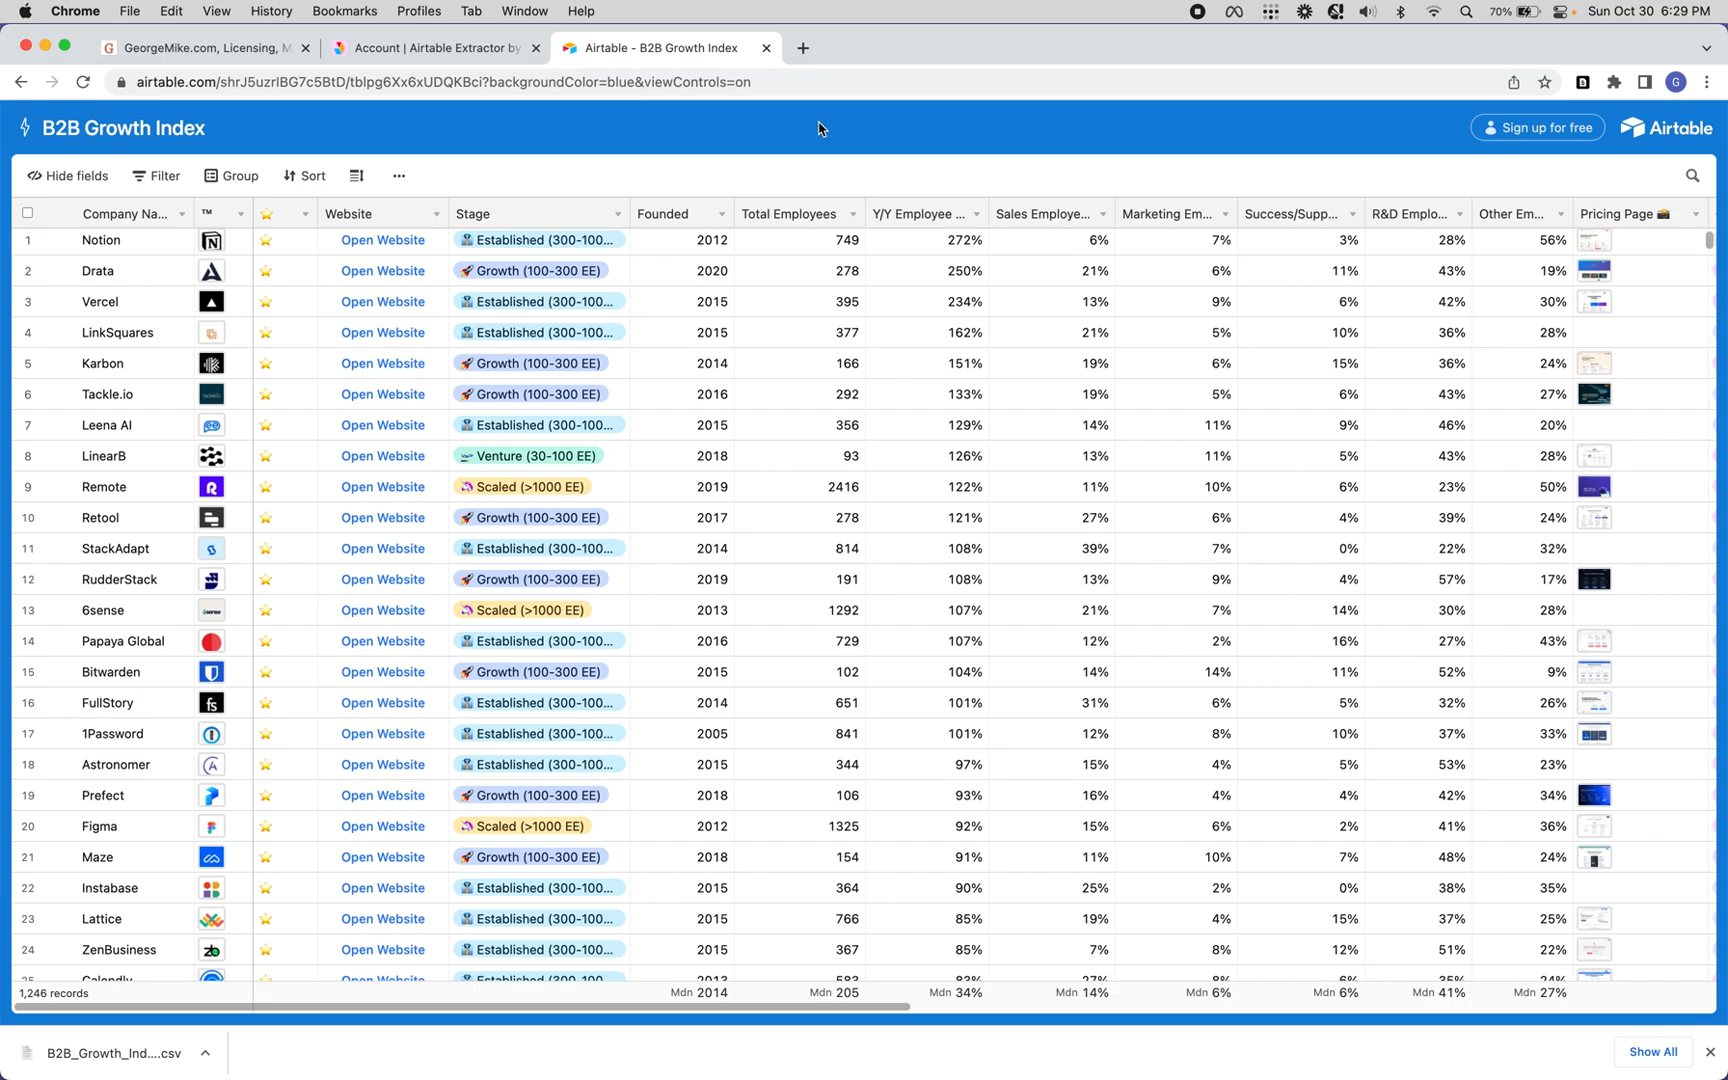 Chrome File Edit View History Bookmarks Profiles Tab Window Help 70% Sun Oct 30 6:29 PM
GeorgeMike.com, Licensing, M Account | Airtable Extractor by Airtable - B2B Growth Index
airtable.com/shrJ5uzrIBG7c5BtD/tblpg6Xx6xUDQKBci?backgroundColor=blue&viewControls=on
B2B Growth Index Sign up for free Airtable
Hide fields Filter Group Sort
Company Na... ™ Website Stage Founded Total Employees Y/Y Employee ... Sales Employe... Marketing Em... Success/Supp... R&D Emplo... Other Em... Pricing Page
1 Notion Open Website Established (300-100... 2012 749 272% 6% 7% 3% 28% 56%
2 Drata Open Website Growth (100-300 EE) 2020 278 250% 21% 6% 11% 43% 19%
3 Vercel Open Website Established (300-100... 2015 395 234% 13% 9% 6% 42% 30%
4 LinkSquares Open Website Established (300-100... 2015 377 162% 21% 5% 10% 36% 28%
5 Karbon Open Website Growth (100-300 EE) 2014 166 151% 19% 6% 15% 36% 24%
6 Tackle.io Open Website Growth (100-300 EE) 2016 292 133% 19% 5% 6% 43% 27%
7 Leena AI Open Website Established (300-100... 2015 356 129% 14% 11% 9% 46% 20%
8 LinearB Open Website Venture (30-100 EE) 2018 93 126% 13% 11% 5% 43% 28%
9 Remote Open Website Scaled (>1000 EE) 2019 2416 122% 11% 10% 6% 23% 50%
10 Retool Open Website Growth (100-300 EE) 2017 278 121% 27% 6% 4% 39% 24%
11 StackAdapt Open Website Established (300-100... 2014 814 108% 39% 7% 0% 22% 32%
12 RudderStack Open Website Growth (100-300 EE) 2019 191 108% 13% 9% 4% 57% 17%
13 6sense Open Website Scaled (>1000 EE) 2013 1292 107% 21% 7% 14% 30% 28%
14 Papaya Global Open Website Established (300-100... 2016 729 107% 12% 2% 16% 27% 43%
15 Bitwarden Open Website Growth (100-300 EE) 2015 102 104% 14% 14% 11% 52% 9%
16 FullStory fs Open Website Established (300-100... 2014 651 101% 31% 6% 5% 32% 26%
17 1Password Open Website Established (300-100... 2005 841 101% 12% 8% 10% 37% 33%
18 Astronomer Open Website Established (300-100... 2015 344 97% 15% 4% 5% 53% 23%
19 Prefect Open Website Growth (100-300 EE) 2018 106 93% 16% 4% 4% 42% 34%
20 Figma Open Website Scaled (>1000 EE) 2012 1325 92% 15% 6% 2% 41% 36%
21 Maze Open Website Growth (100-300 EE) 2018 154 91% 11% 10% 7% 48% 24%
22 Instabase Open Website Established (300-100... 2015 364 90% 25% 2% 0% 38% 35%
23 Lattice Open Website Established (300-100... 2015 766 85% 19% 4% 15% 37% 25%
24 ZenBusiness Open Website Established (300-100... 2015 367 85% 7% 8% 12% 51% 22%
25 Calendly Open Website Established (300-100... 2013 583 83% 27% 8% 6% 35% 24%
1,246 records Mdn 2014 Mdn 205 Mdn 34% Mdn 14% Mdn 6% Mdn 6% Mdn 41% Mdn 27%
B2B_Growth_Ind....csv Show All